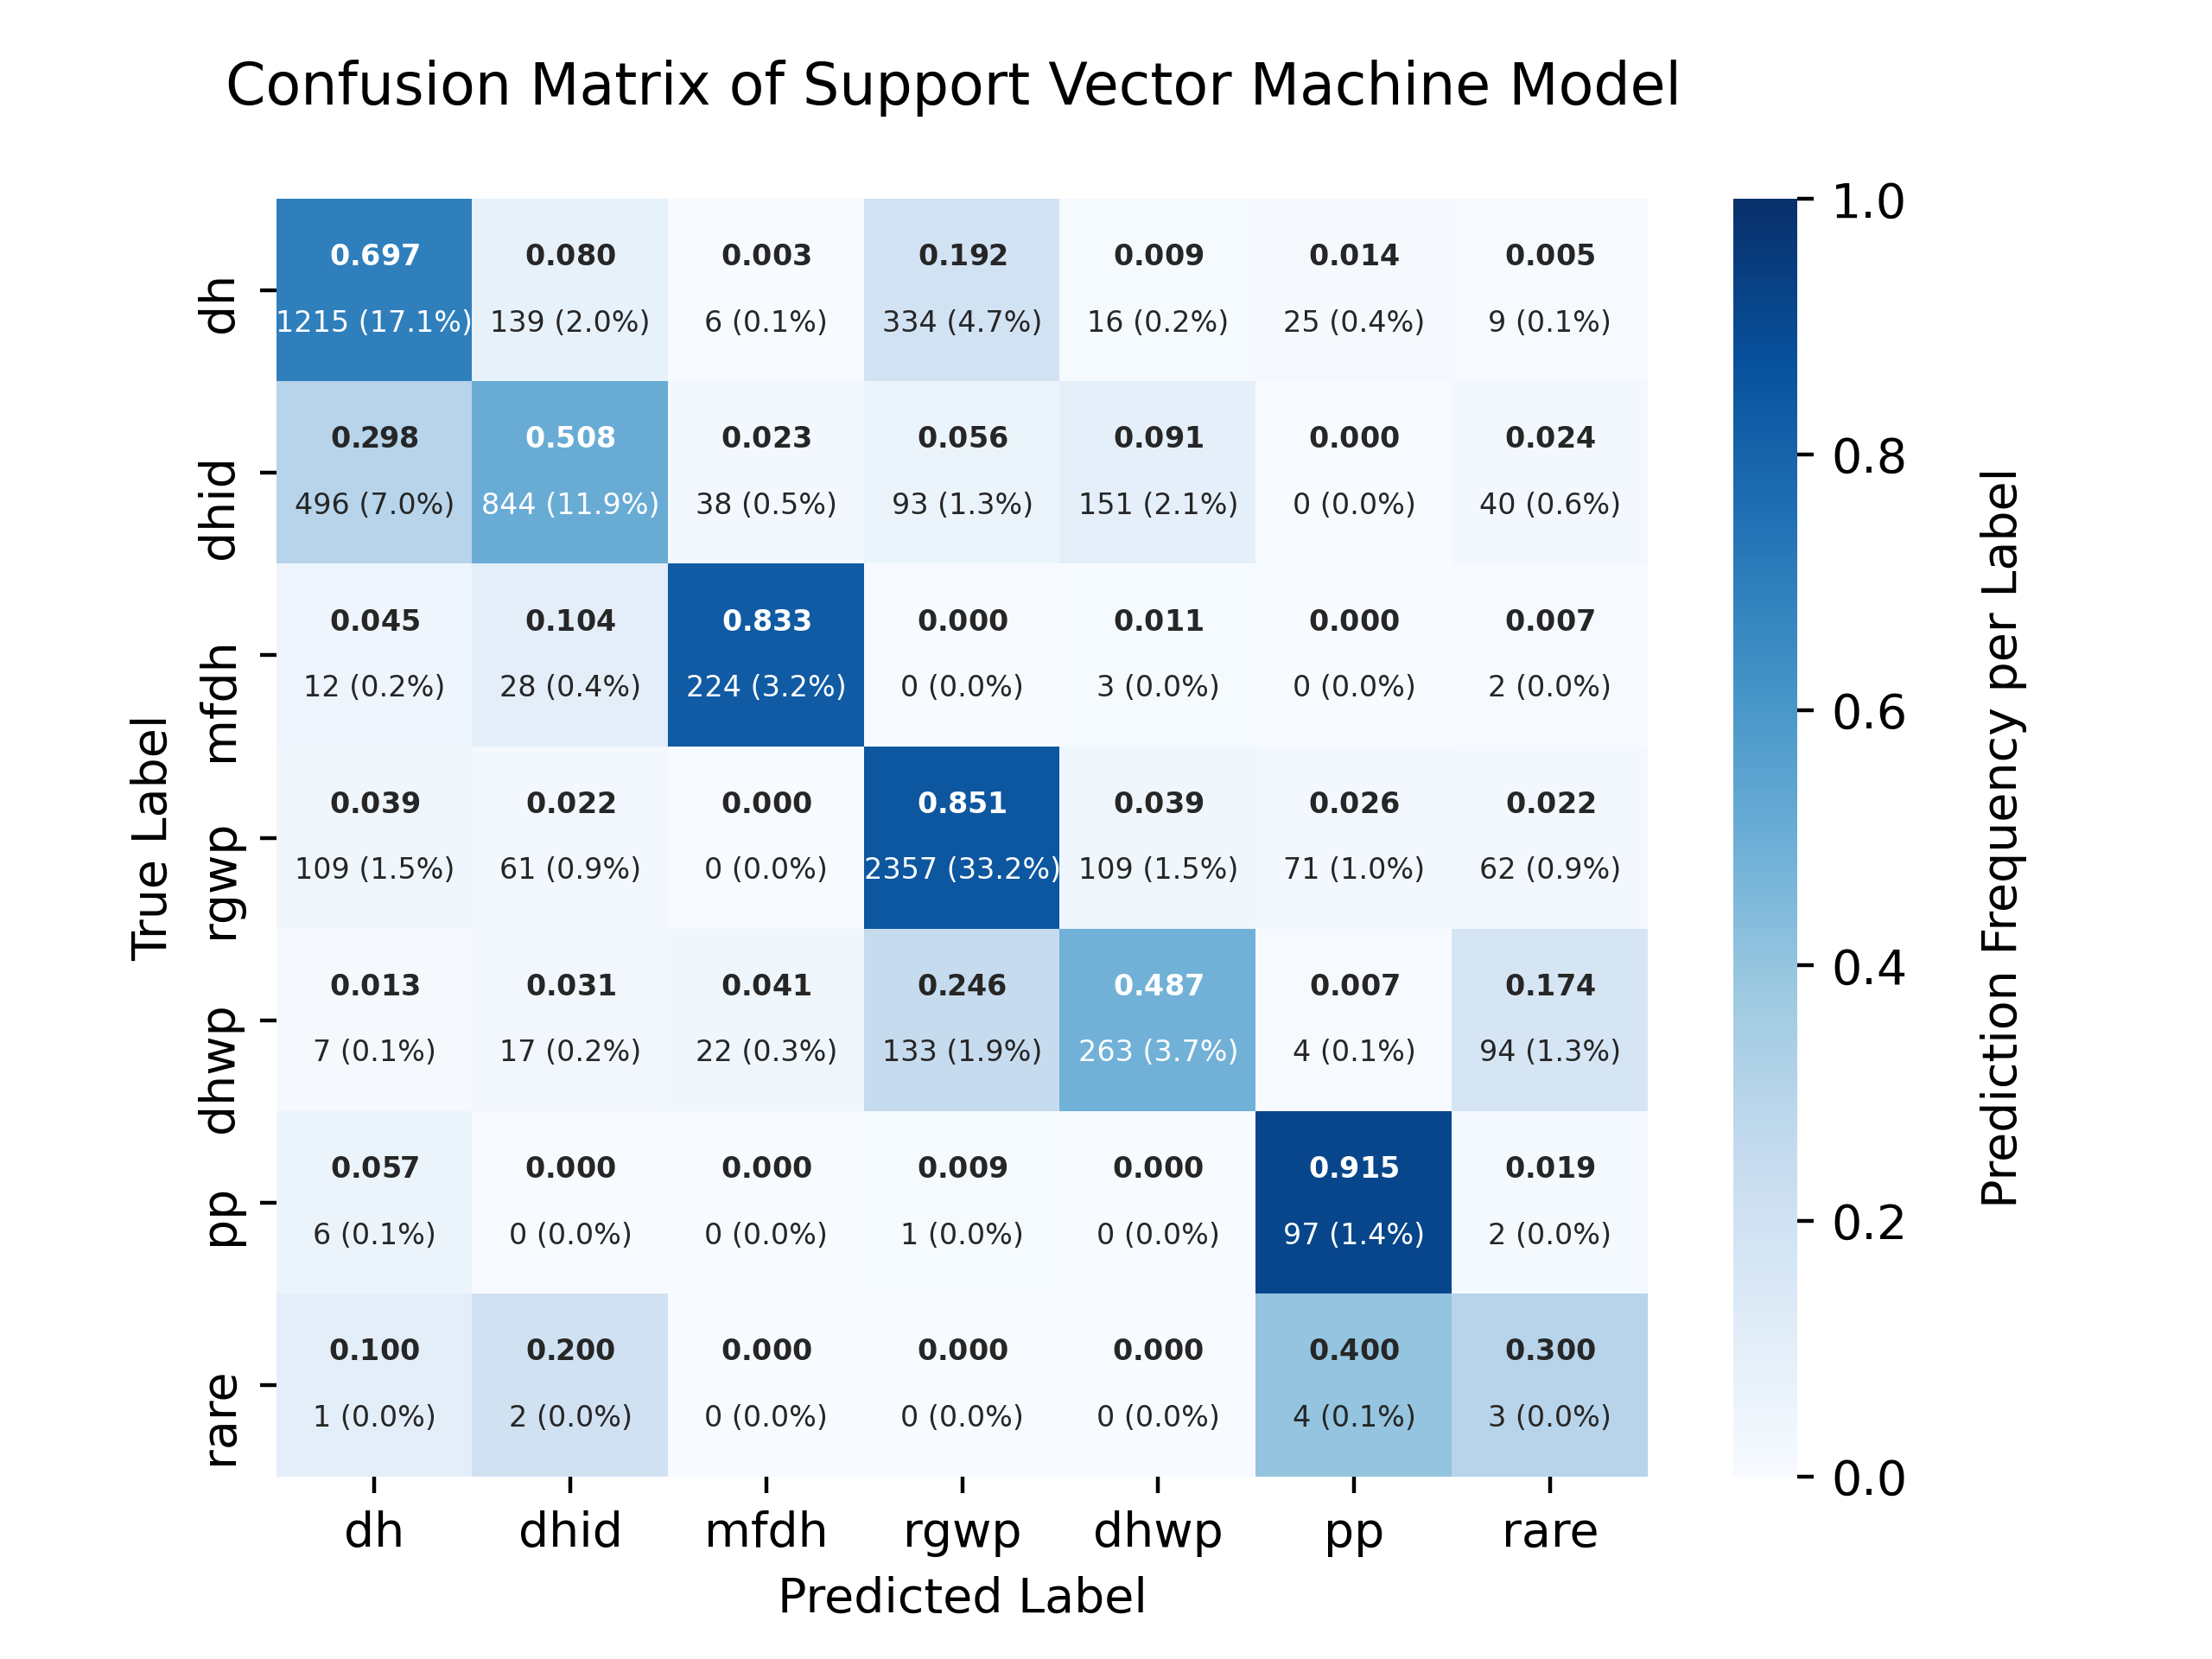 Confusion Matrix of Support Vector Machine Model
0.697 0.080 0.003 0.192 0.009 0.014 0.005
1215 (17.1%) 139 (2.0%) 6 (0.1%) 334 (4.7%) 16 (0.2%) 25 (0.4%) 9 (0.1%)
dh
0.298 0.508 0.023 0.056 0.091 0.000 0.024
496 (7.0%) 844 (11.9%) 38 (0.5%) 93 (1.3%) 151 (2.1%) 0 (0.0%) 40 (0.6%)
dhid
0.045 0.104 0.833 0.000 0.011 0.000 0.007
12 (0.2%) 28 (0.4%) 224 (3.2%) 0 (0.0%) 3 (0.0%) 0 (0.0%) 2 (0.0%)
mfdh
0.039 0.022 0.000 0.851 0.039 0.026 0.022
109 (1.5%) 61 (0.9%) 0 (0.0%) 2357 (33.2%) 109 (1.5%) 71 (1.0%) 62 (0.9%)
rgwp
0.013 0.031 0.041 0.246 0.487 0.007 0.174
7 (0.1%) 17 (0.2%) 22 (0.3%) 133 (1.9%) 263 (3.7%) 4 (0.1%) 94 (1.3%)
dhwp
0.057 0.000 0.000 0.009 0.000 0.915 0.019
6 (0.1%) 0 (0.0%) 0 (0.0%) 1 (0.0%) 0 (0.0%) 97 (1.4%) 2 (0.0%)
pp
0.100 0.200 0.000 0.000 0.000 0.400 0.300
1 (0.0%) 2 (0.0%) 0 (0.0%) 0 (0.0%) 0 (0.0%) 4 (0.1%) 3 (0.0%)
rare
True Label
dh dhid mfdh rgwp dhwp pp rare
Predicted Label
1.0
0.8
0.6
0.4
0.2
0.0
Prediction Frequency per Label